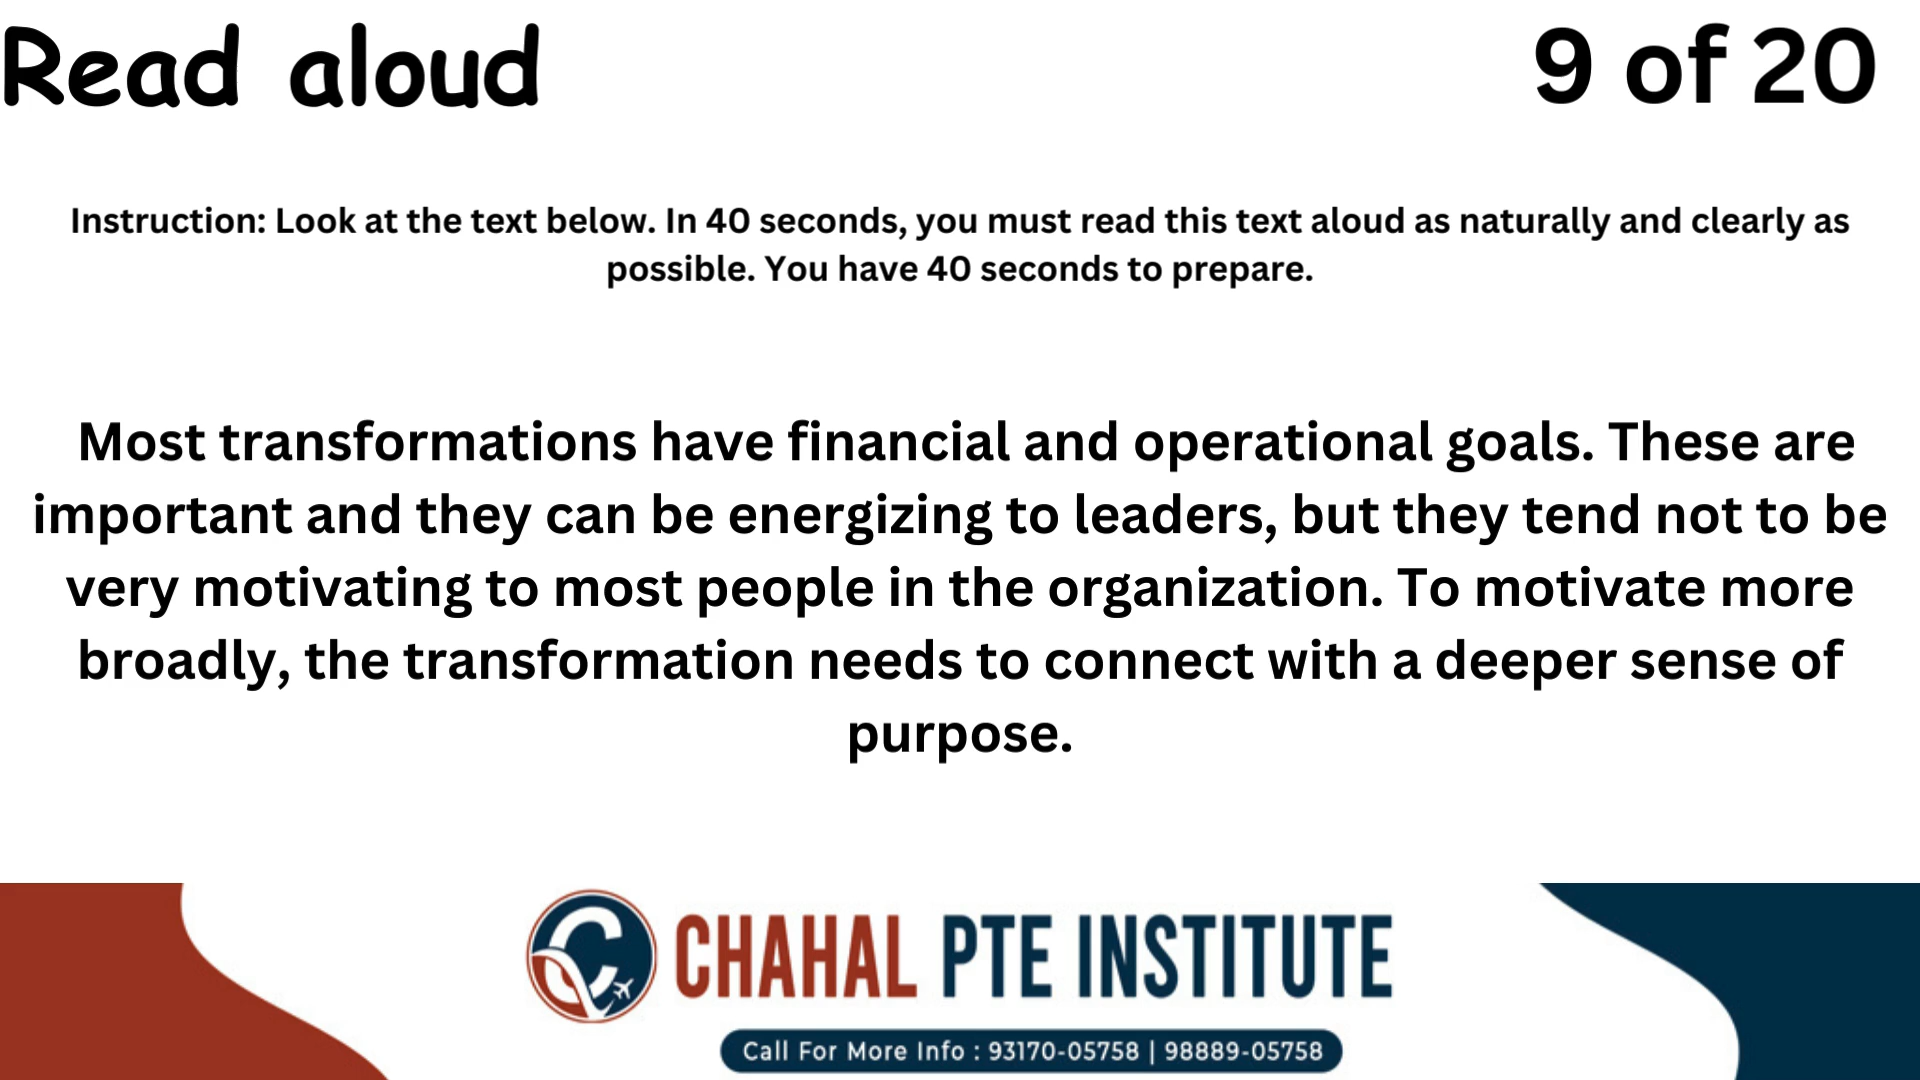 Read aloud
9 of 20
Instruction: Look at the text below. In 40 seconds, you must read this text aloud as naturally and clearly as
possible. You have 40 seconds to prepare.
Most transformations have financial and operational goals. These are
important and they can be energizing to leaders, but they tend not to be
very motivating to most people in the organization. To motivate more
broadly, the transformation needs to connect with a deeper sense of
purpose.
CHAHAL PTE INSTITUTE
Call For More Info : 93170-05758 | 98889-05758